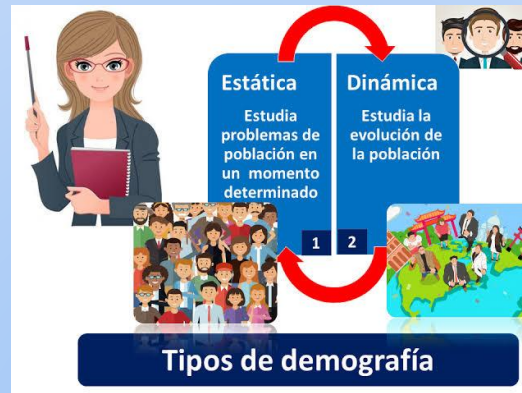 Estática
Estudia
problemas de
población en
un momento
determinado
1
Dinámica
Estudia la
evolución de
la población
2
Tipos de demografía